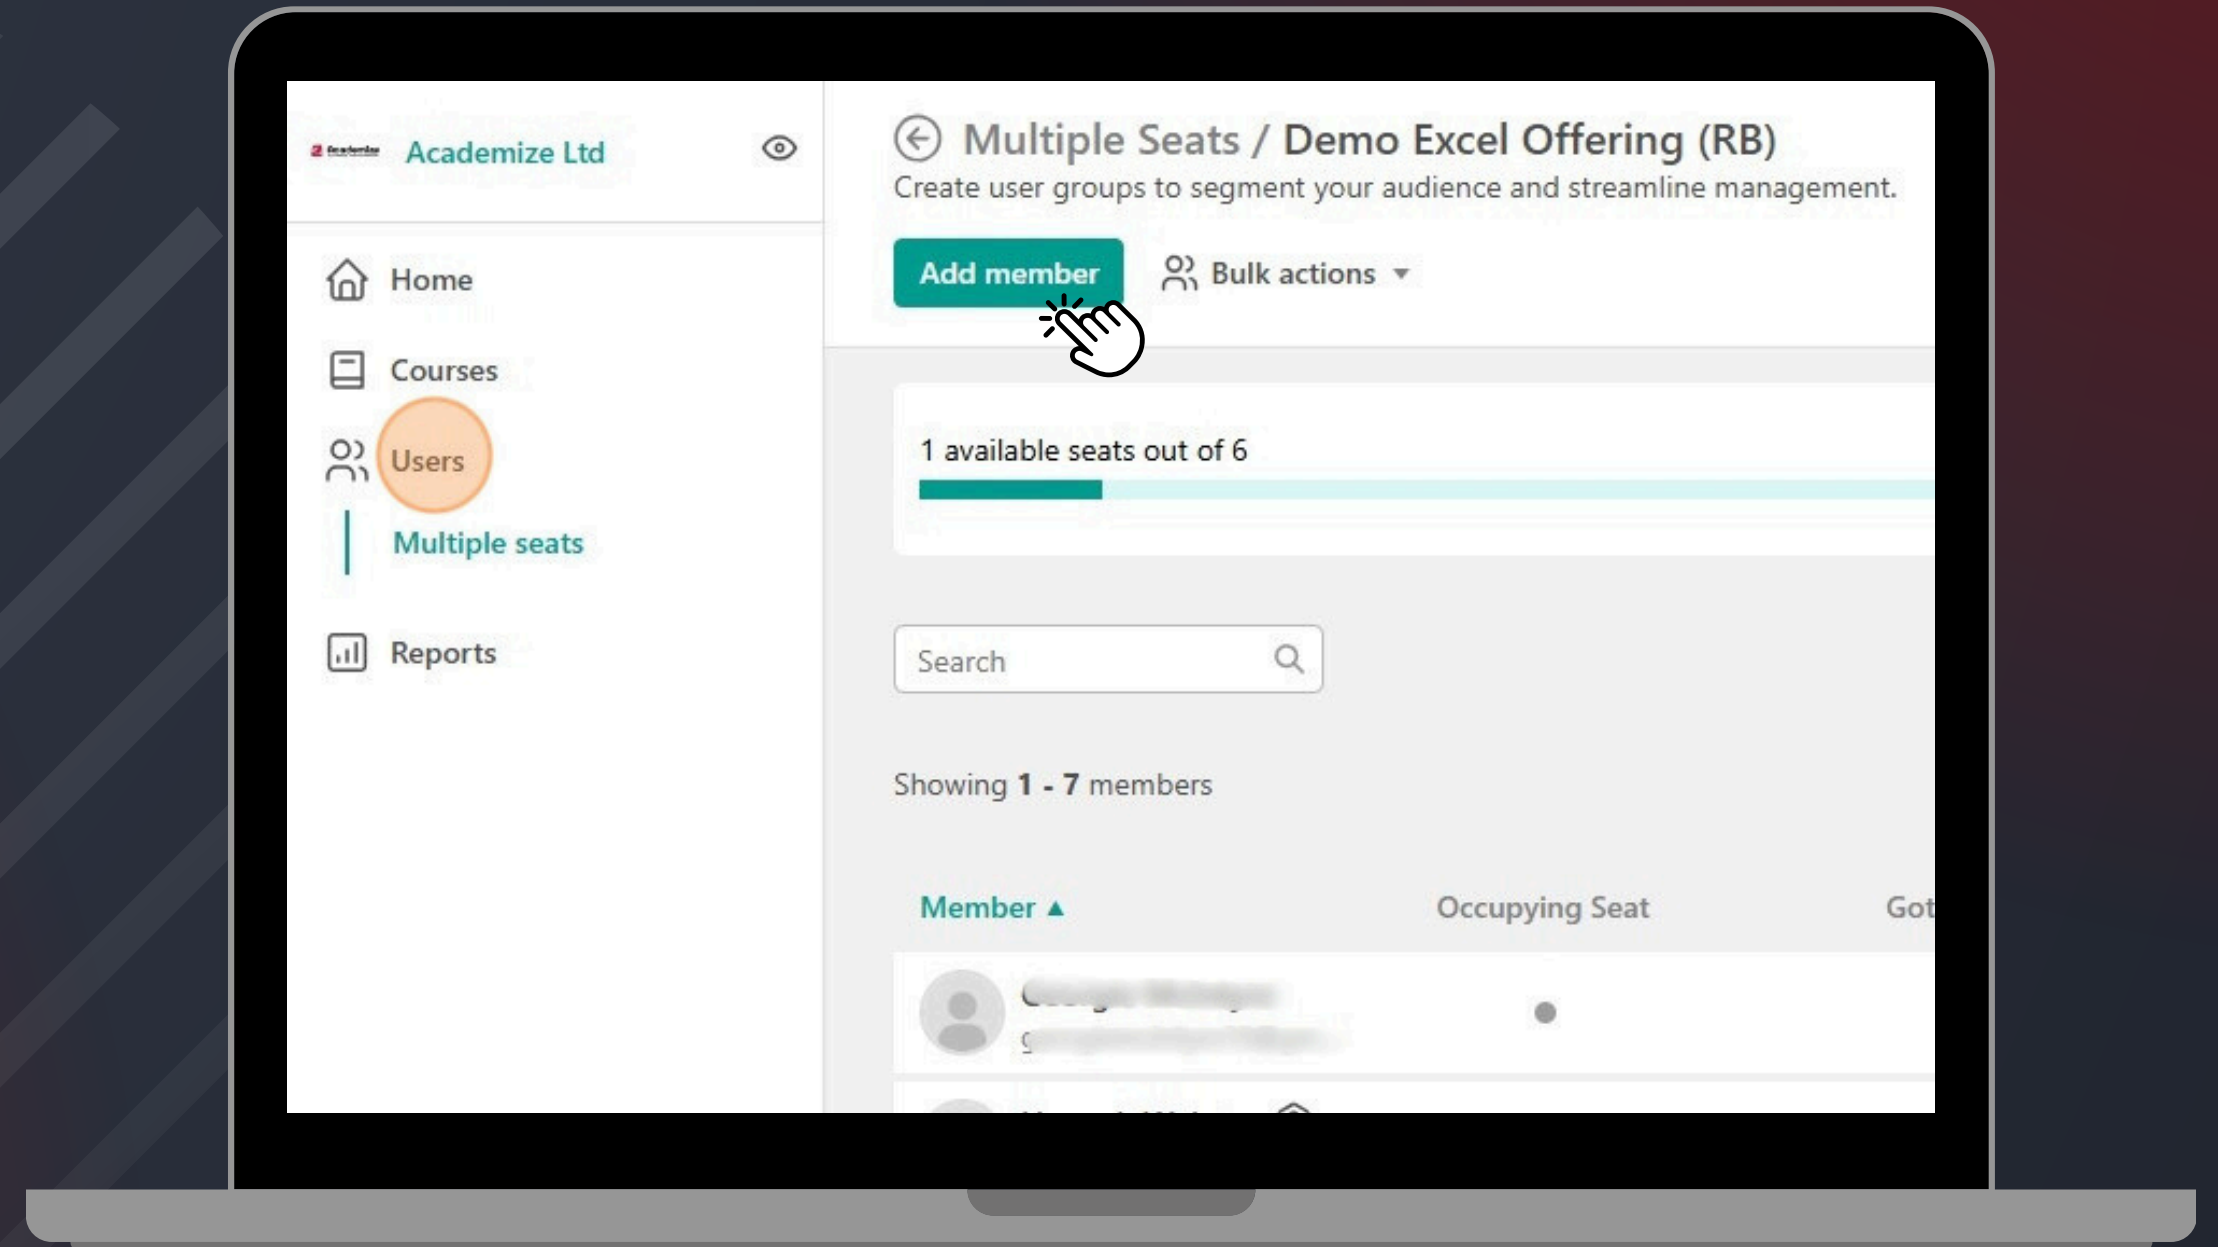 Academize Ltd
Home
Courses
Users
Multiple seats
Reports
Multiple Seats / Demo Excel Offering (RB)
Create user groups to segment your audience and streamline management.
Add member
Bulk actions
1 available seats out of 6
Search
Showing 1 - 7 members
Member Occupying Seat Got